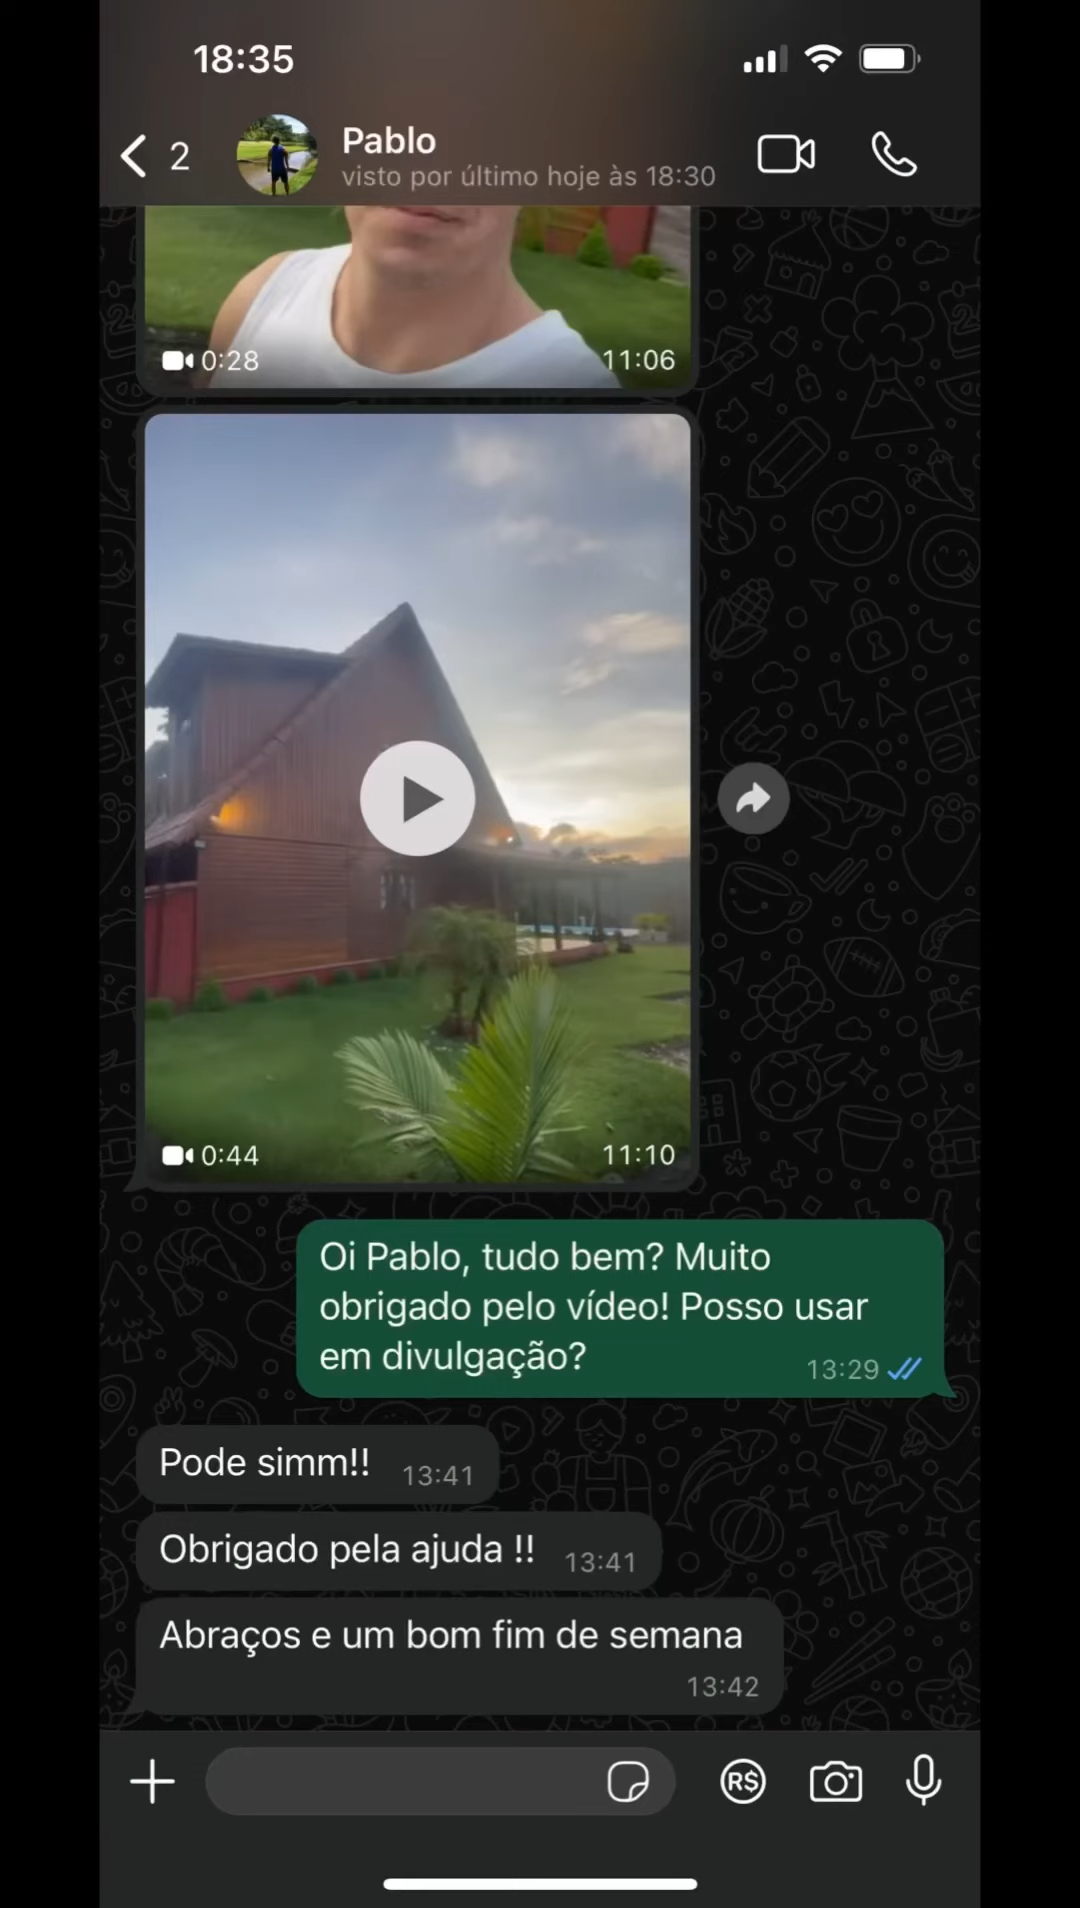 18:35
2
Pablo
visto por último hoje às 18:30
0:28
11:06
0:44
11:10
Oi Pablo, tudo bem? Muito
obrigado pelo vídeo! Posso usar
em divulgação?
13:29
Pode simm!!
13:41
Obrigado pela ajuda !!
13:41
Abraços e um bom fim de semana
13:42
R$